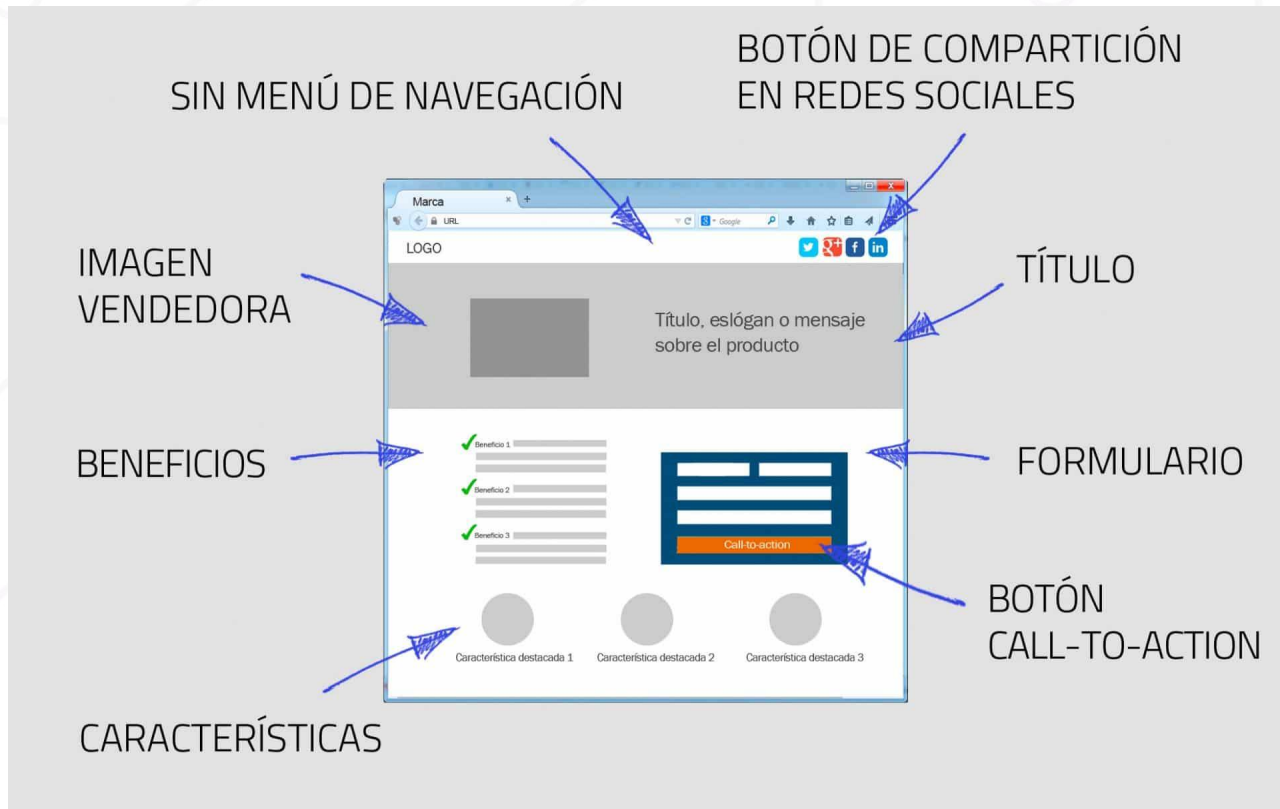 BOTÓN DE COMPARTICIÓN
EN REDES SOCIALES
SIN MENÚ DE NAVEGACIÓN
Marca
URL
Google
LOGO
IMAGEN
VENDEDORA
TÍTULO
Título, eslógan o mensaje
sobre el producto
BENEFICIOS
Beneficio 1
Beneficio 2
Beneficio 3
FORMULARIO
Call-to-action
BOTÓN
CALL-TO-ACTION
Característica destacada 1
Característica destacada 2
Característica destacada 3
CARACTERÍSTICAS